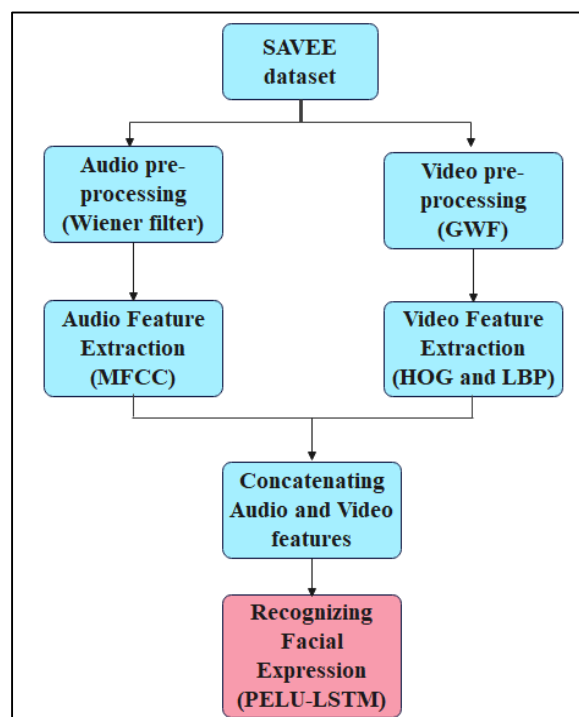 SAVEE
dataset
Audio pre-
processing
(Wiener filter)
Video pre-
processing
(GWF)
Audio Feature
Extraction
(MFCC)
Video Feature
Extraction
(HOG and LBP)
Concatenating
Audio and Video
features
Recognizing
Facial
Expression
(PELU-LSTM)